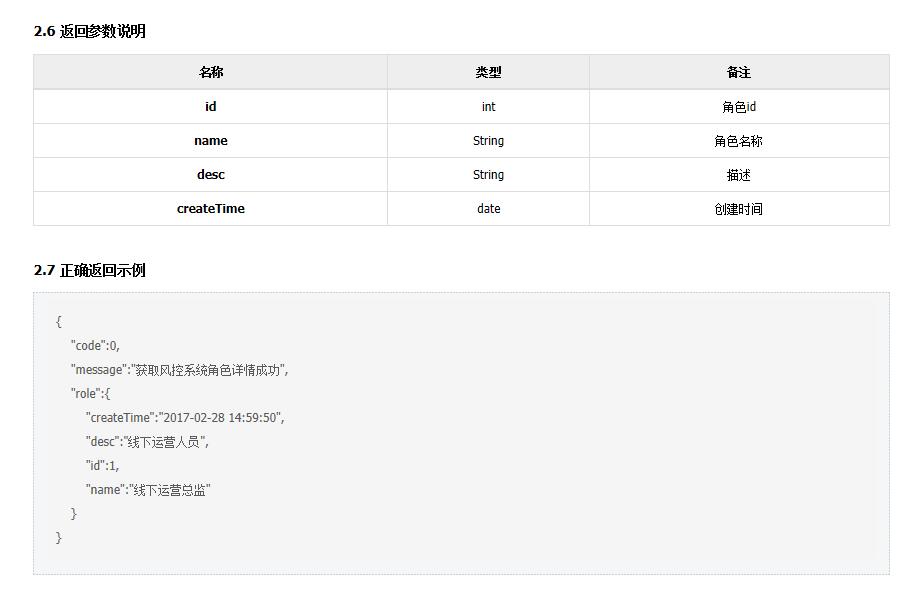 2.6 返回参数说明
名称 类型 备注
id int 角色id
name String 角色名称
desc String 描述
createTime date 创建时间
2.7 正确返回示例
{
"code":0,
"message":"获取风控系统角色详情成功",
"role":{
"createTime":"2017-02-28 14:59:50",
"desc":"线下运营人员",
"id":1,
"name":"线下运营总监"
}
}